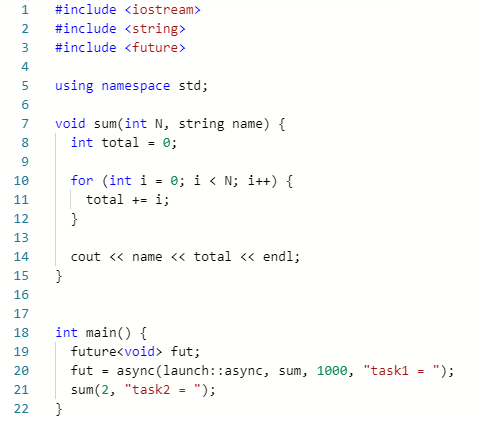 1 #include <iostream>
2 #include <string>
3 #include <future>
4
5 using namespace std;
6
7 void sum(int N, string name) {
8   int total = 0;
9
10   for (int i = 0; i < N; i++) {
11     total += i;
12   }
13
14   cout << name << total << endl;
15 }
16
17
18 int main() {
19   future<void> fut;
20   fut = async(launch::async, sum, 1000, "task1 = ");
21   sum(2, "task2 = ");
22 }